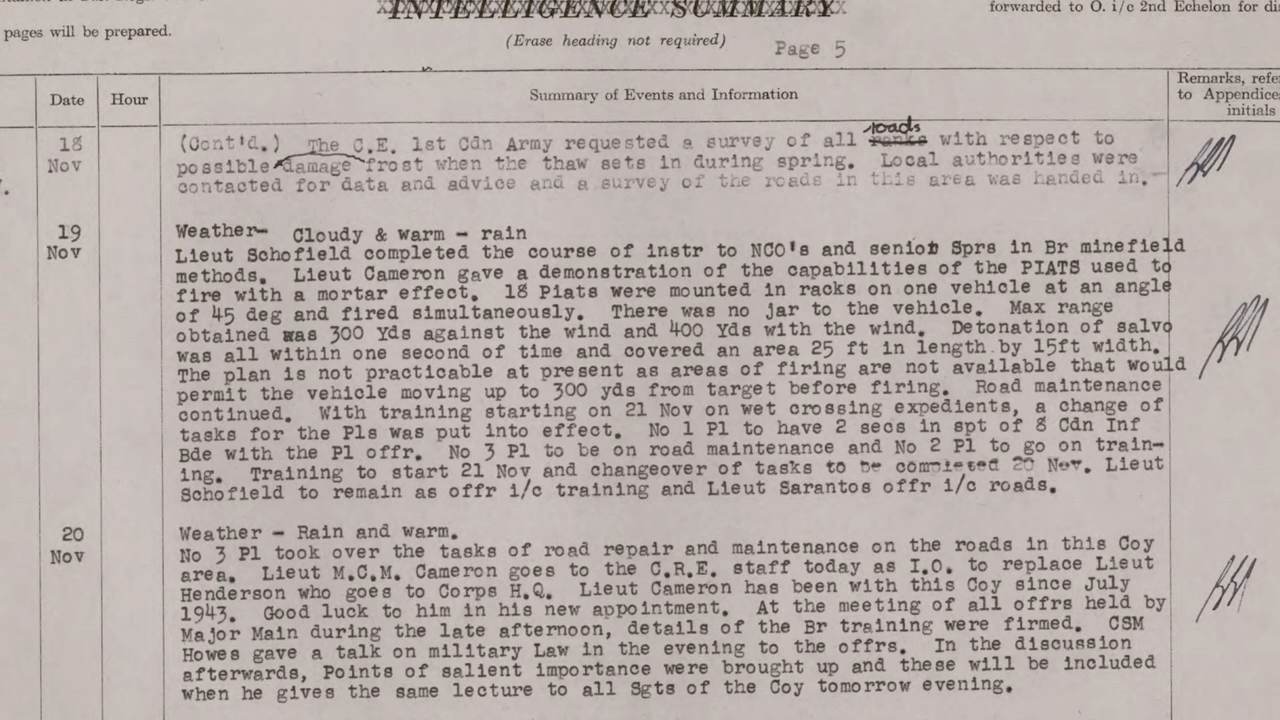 INTELLIGENCE SUMMARY
forwarded to O. i/c 2nd Echelon for
pages will be prepared.
(Erase heading not required)
Page 5
Date
Hour
Summary of Events and Information
Remarks,
to
initials
18
Nov
(Cont'd.) The C.E. 1st Cdn Army requested a survey of all roads ranks with respect to
possible damage frost when the thaw sets in during spring. Local authorities were
contacted for data and advice and a survey of the roads in this area was handed in.
19
Nov
Weather- Cloudy & warm - rain
Lieut Schofield completed the course of instr to NCO's and senior Sprs in Br minefield
methods. Lieut Cameron gave a demonstration of the capabilities of the PIATS used to
fire with a mortar effect. 18 Piats were mounted in racks on one vehicle at an angle
of 45 deg and fired simultaneously. There was no jar to the vehicle. Max range
obtained was 300 Yds against the wind and 400 Yds with the wind. Detonation of salvo
was all within one second of time and covered an area 25 ft in length by 15ft width.
The plan is not practicable at present as areas of firing are not available that would
permit the vehicle moving up to 300 yds from target before firing. Road maintenance
continued. With training starting on 21 Nov on wet crossing expedients, a change of
tasks for the Pls was put into effect. No 1 Pl to have 2 secs in spt of 8 Cdn Inf
Bde with the Pl offr. No 3 Pl to be on road maintenance and No 2 Pl to go on train-
ing. Training to start 21 Nov and changeover of tasks to be completed 20 Nov. Lieut
Schofield to remain as offr i/c training and Lieut Sarantos offr i/c roads.
20
Nov
Weather - Rain and warm.
No 3 Pl took over the tasks of road repair and maintenance on the roads in this Coy
area. Lieut M.C.M. Cameron goes to the C.R.E. staff today as I.O. to replace Lieut
Henderson who goes to Corps H.Q. Lieut Cameron has been with this Coy since July
1943. Good luck to him in his new appointment. At the meeting of all offrs held by
Major Main during the late afternoon, details of the Br training were firmed. CSM
Howes gave a talk on military Law in the evening to the offrs. In the discussion
afterwards, Points of salient importance were brought up and these will be included
when he gives the same lecture to all Sgts of the Coy tomorrow evening.